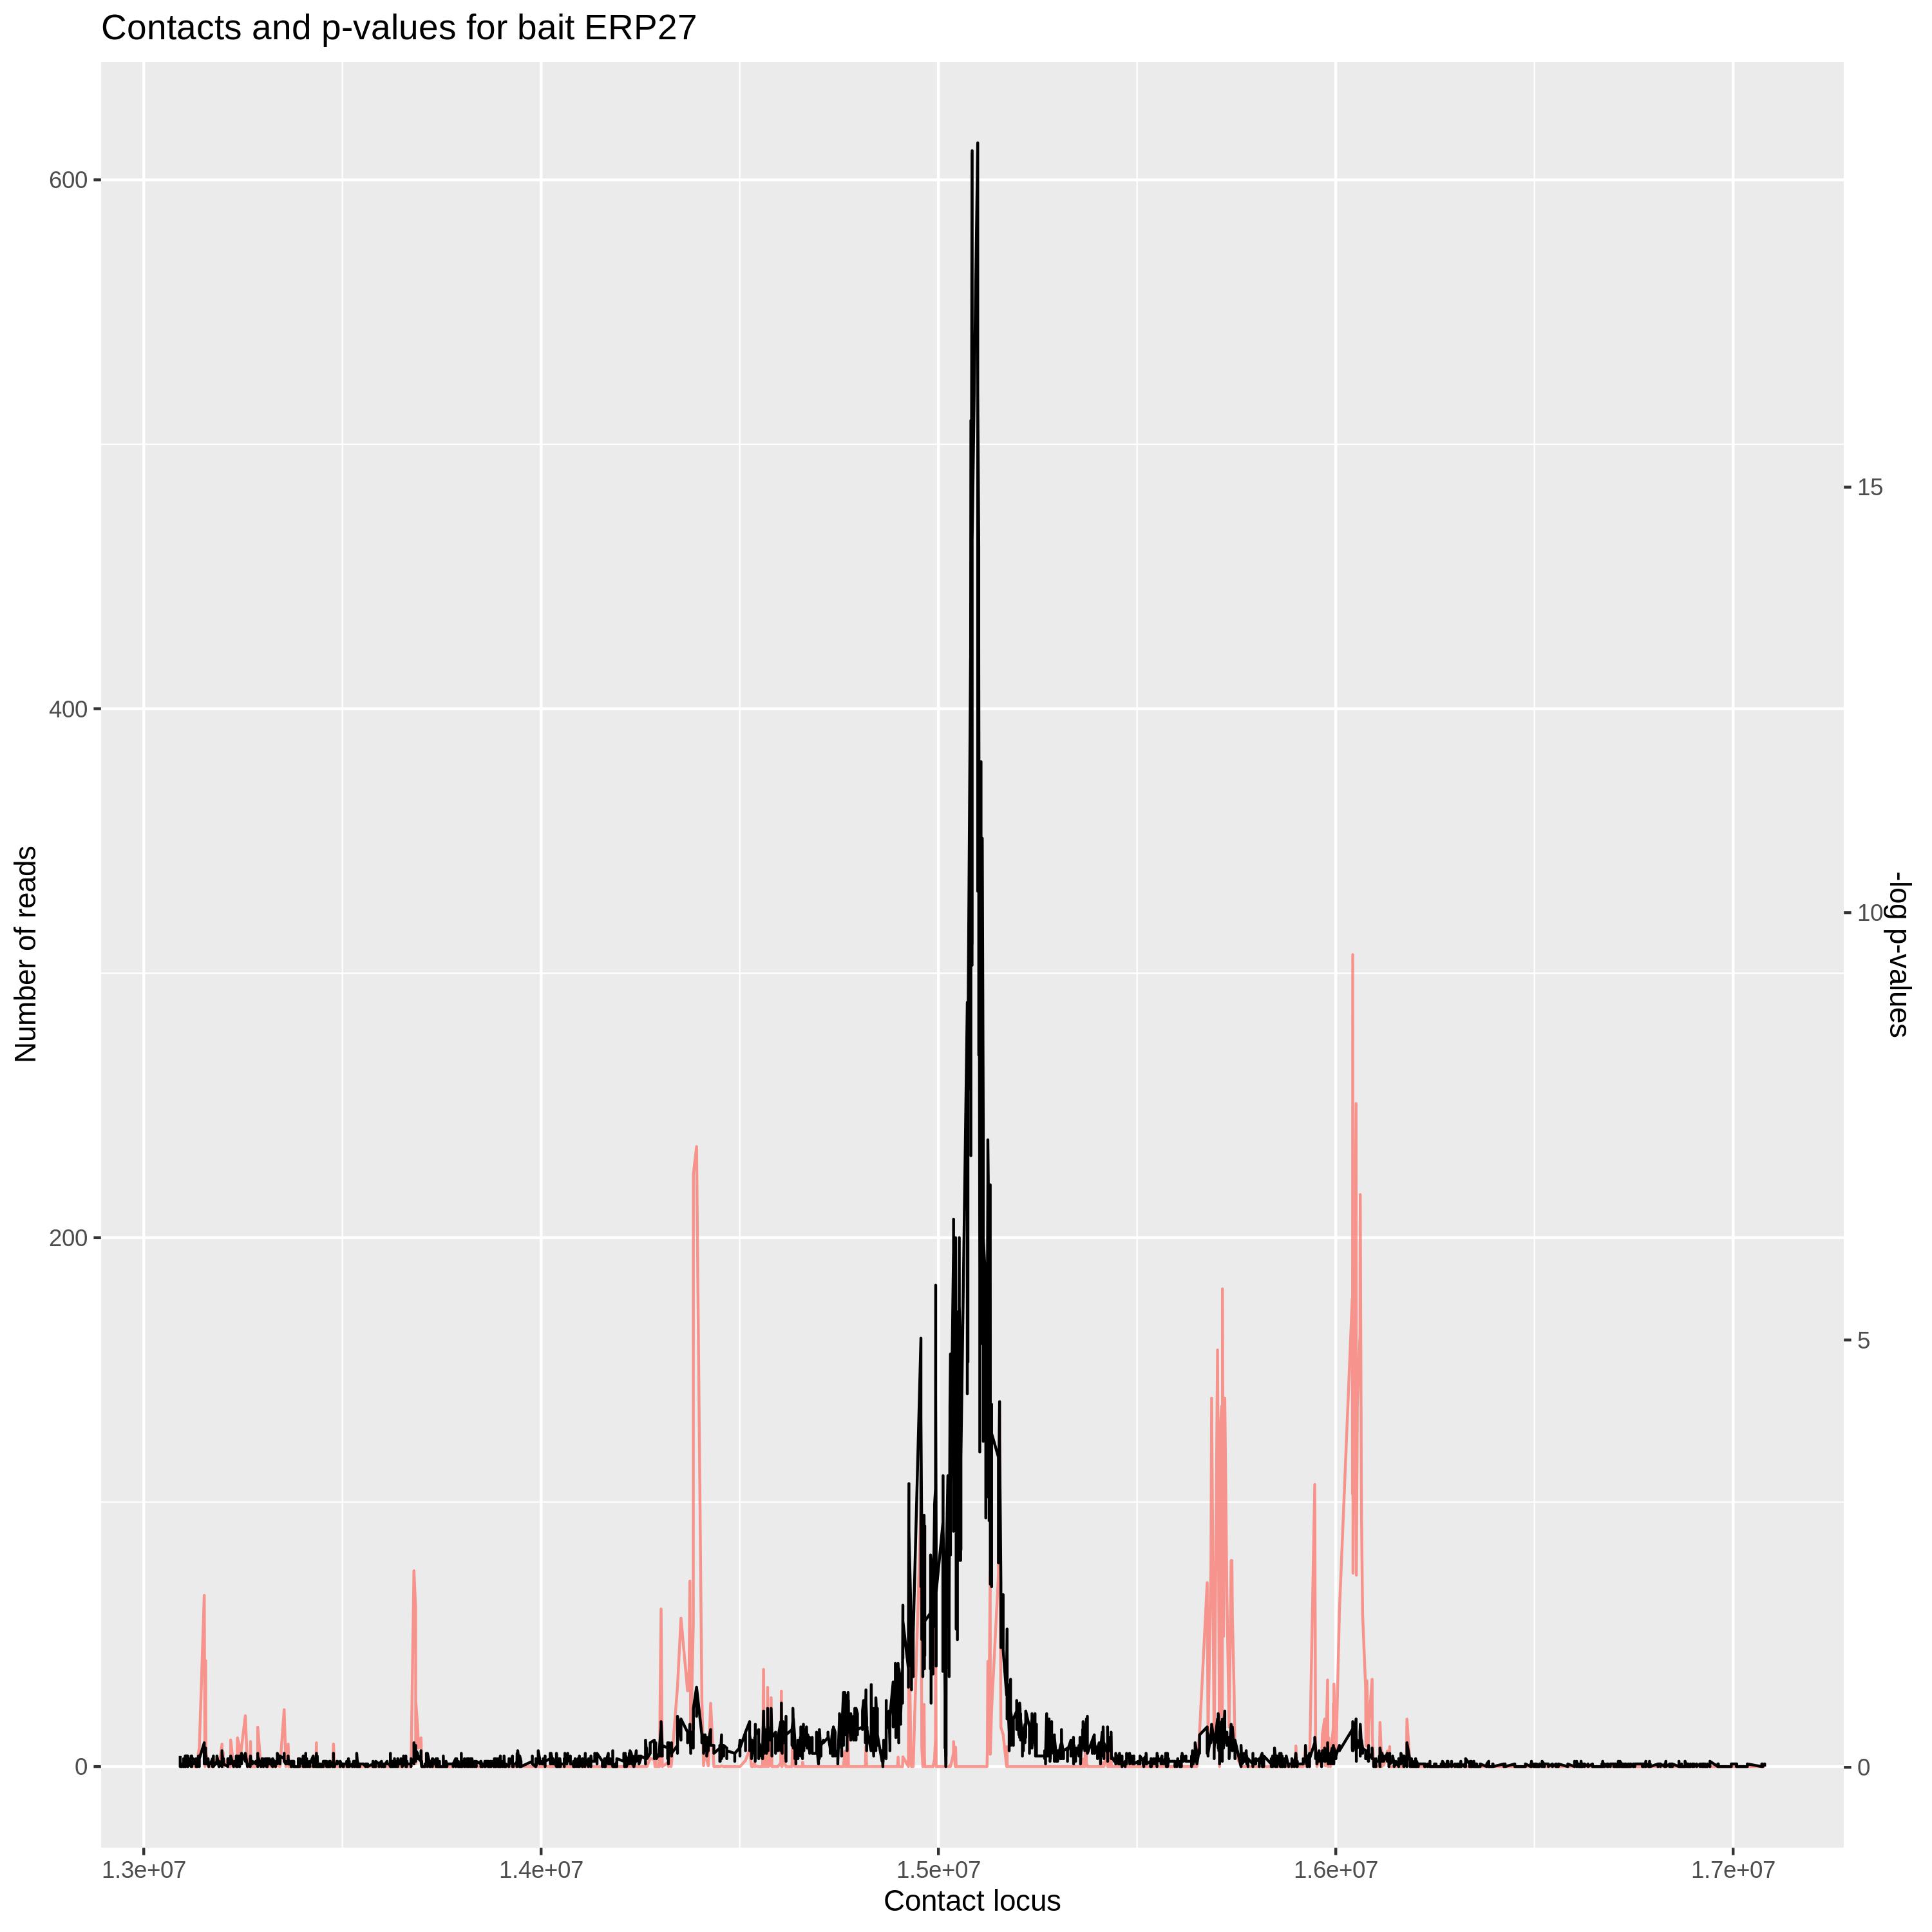 Contacts and p-values for bait ERP27
Number of reads
600
400
200
0
15
10
5
0
-log p-values
1.3e+07
1.4e+07
1.5e+07
1.6e+07
1.7e+07
Contact locus